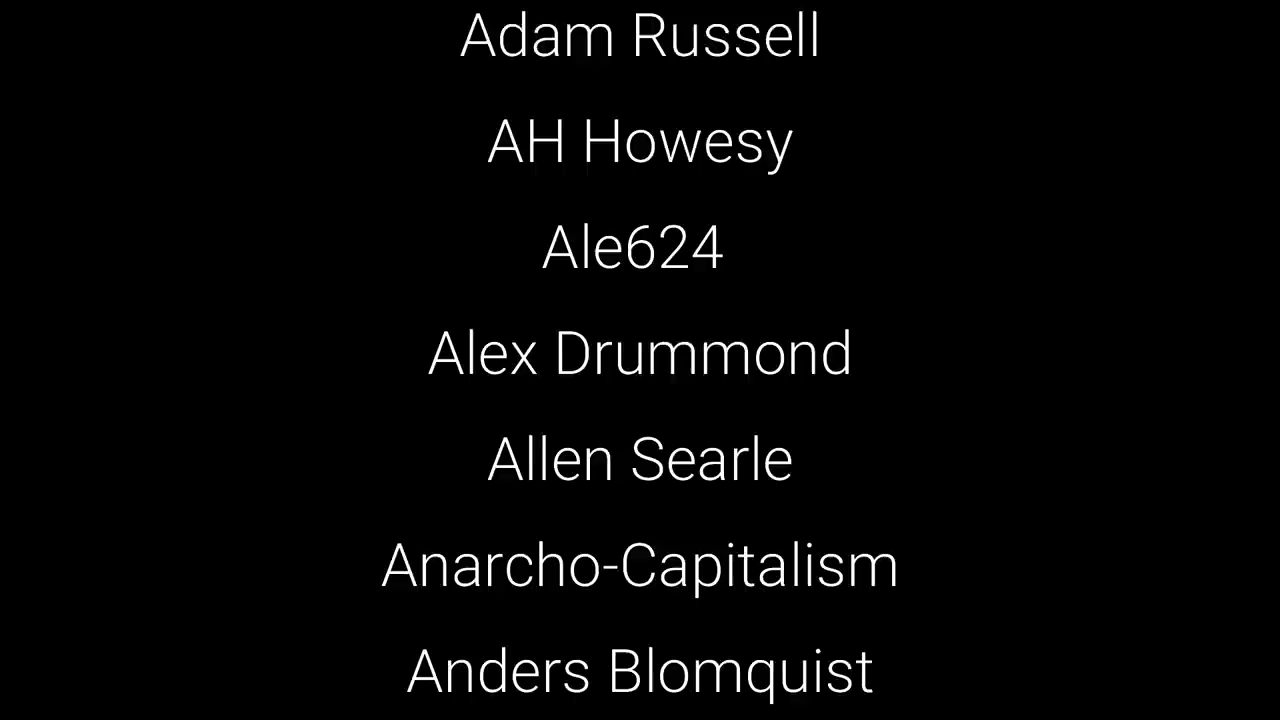 Adam Russell
AH Howesy
Ale624
Alex Drummond
Allen Searle
Anarcho-Capitalism
Anders Blomquist